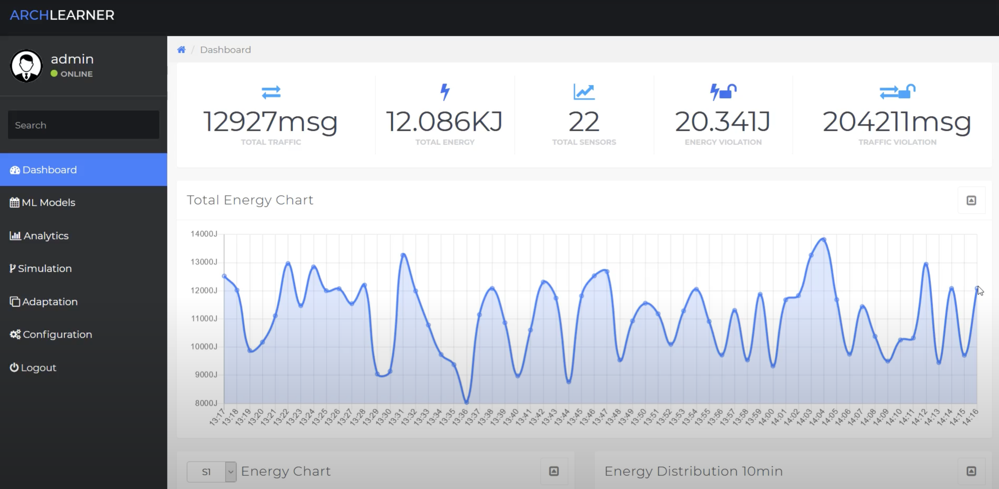 ARCHLEARNER
admin
ONLINE
Search
Dashboard
ML Models
Analytics
Simulation
Adaptation
Configuration
Logout
/ Dashboard
12927msg
TOTAL TRAFFIC
12.086KJ
TOTAL ENERGY
22
TOTAL SENSORS
20.341J
ENERGY VIOLATION
204211msg
TRAFFIC VIOLATION
Total Energy Chart
14000J
13000J
12000J
11000J
10000J
9000J
8000J
13:17 13:18 13:19 13:20 13:21 13:22 13:23 13:24 13:25 13:26 13:27 13:28 13:29 13:30 13:31 13:32 13:33 13:34 13:35 13:36 13:37 13:38 13:39 13:40 13:41 13:42 13:43 13:44 13:45 13:46 13:47 13:48 13:49 13:50 13:51 13:52 13:53 13:54 13:55 13:56 13:57 13:58 13:59 14:00 14:01 14:02 14:03 14:04 14:05 14:06 14:07 14:08 14:09 14:10 14:11 14:12 14:13 14:14 14:15 14:16
S1 Energy Chart
Energy Distribution 10min